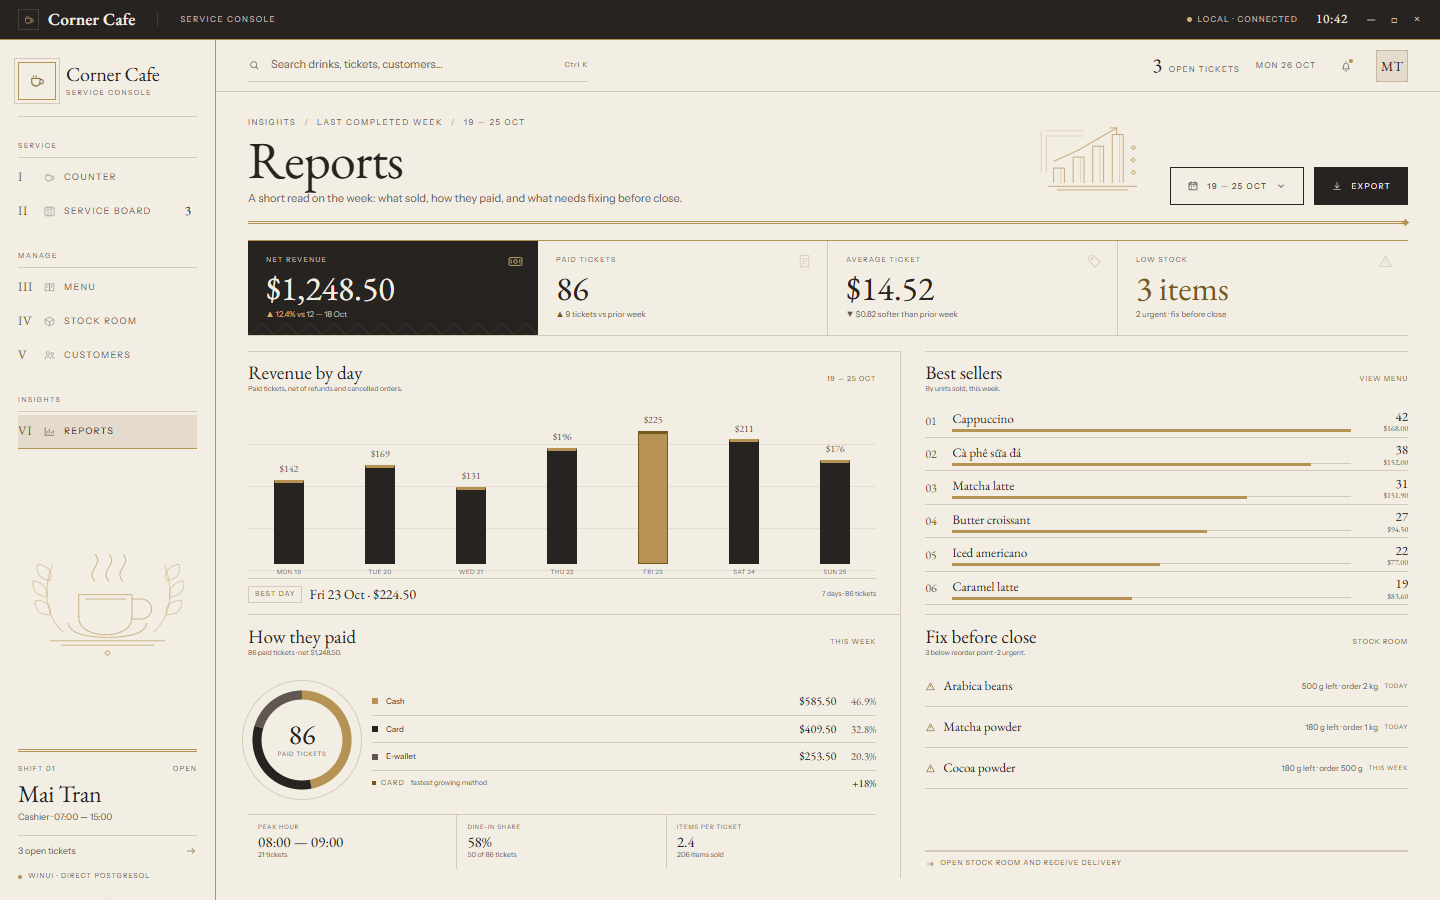 Corner Cafe
SERVICE CONSOLE
LOCAL · CONNECTED
10:42
Corner Cafe
SERVICE CONSOLE
Search drinks, tickets, customers...
Ctrl K
3 OPEN TICKETS
MON 26 OCT
MT
SERVICE
I COUNTER
II SERVICE BOARD 3
MANAGE
III MENU
IV STOCK ROOM
V CUSTOMERS
INSIGHTS
VI REPORTS
SHIFT 01 OPEN
Mai Tran
Cashier · 07:00 — 15:00
3 open tickets →
WINUI · DIRECT POSTGRESQL
INSIGHTS / LAST COMPLETED WEEK / 19 — 25 OCT
Reports
A short read on the week: what sold, how they paid, and what needs fixing before close.
19 — 25 OCT
EXPORT
NET REVENUE
$1,248.50
▲ 12.4% vs 12 — 18 Oct
PAID TICKETS
86
▲ 9 tickets vs prior week
AVERAGE TICKET
$14.52
▼ $0.82 softer than prior week
LOW STOCK
3 items
2 urgent · fix before close
Revenue by day
Paid tickets, net of refunds and cancelled orders.
19 — 25 OCT
$142
$169
$131
$196
$225
$211
$176
MON 19
TUE 20
WED 21
THU 22
FRI 23
SAT 24
SUN 25
BEST DAY
Fri 23 Oct · $224.50
7 days · 86 tickets
Best sellers
By units sold, this week.
VIEW MENU
01 Cappuccino 42
$168.00
02 Cà phê sữa đá 38
$152.00
03 Matcha latte 31
$151.90
04 Butter croissant 27
$94.50
05 Iced americano 22
$77.00
06 Caramel latte 19
$83.60
How they paid
86 paid tickets · net $1,248.50.
THIS WEEK
86
PAID TICKETS
Cash $585.50 46.9%
Card $409.50 32.8%
E-wallet $253.50 20.3%
CARD fastest growing method +18%
PEAK HOUR
08:00 — 09:00
21 tickets
DINE-IN SHARE
58%
50 of 86 tickets
ITEMS PER TICKET
2.4
206 items sold
Fix before close
3 below reorder point · 2 urgent.
STOCK ROOM
Arabica beans 500 g left · order 2 kg TODAY
Matcha powder 180 g left · order 1 kg TODAY
Cocoa powder 180 g left · order 500 g THIS WEEK
→ OPEN STOCK ROOM AND RECEIVE DELIVERY